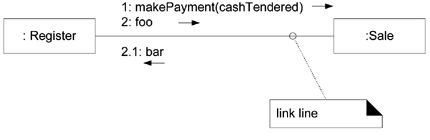 1: makePayment(cashTendered)
2: foo
: Register
:Sale
2.1: bar
link line